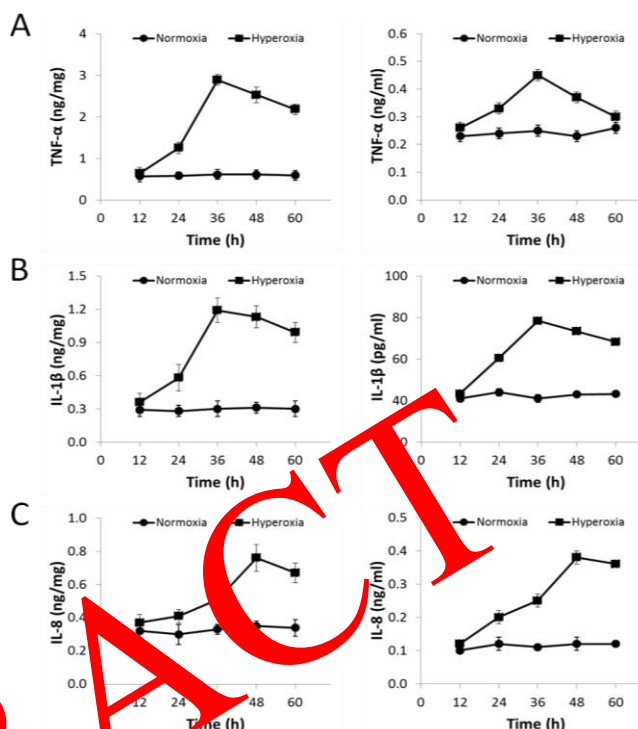 A
Normoxia Hyperoxia
TNF-α (ng/mg)
4
3
2
1
0
0 12 24 36 48 60
Time (h)
Normoxia Hyperoxia
TNF-α (ng/ml)
0.6
0.5
0.4
0.3
0.2
0.1
0.0
0 12 24 36 48 60
Time (h)
B
Normoxia Hyperoxia
IL-1β (ng/mg)
1.5
1.2
0.9
0.6
0.3
0.0
0 12 24 36 48 60
Time (h)
Normoxia Hyperoxia
IL-1β (pg/ml)
100
80
60
40
20
0 12 24 36 48 60
Time (h)
C
Normoxia Hyperoxia
IL-8 (ng/mg)
1.0
0.8
0.6
0.4
0.2
0.0
12 24 36 48 60
Time (h)
Normoxia Hyperoxia
IL-8 (ng/ml)
0.5
0.4
0.3
0.2
0.1
0.0
0 12 24 36 48 60
Time (h)
ACT